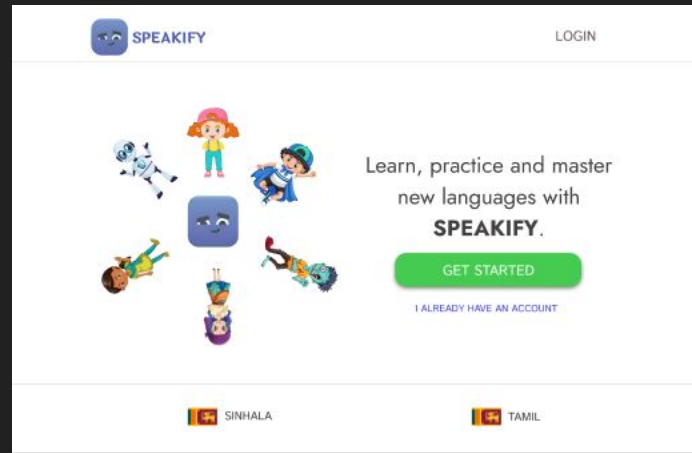 SPEAKIFY
LOGIN
Learn, practice and master
new languages with
SPEAKIFY.
GET STARTED
I ALREADY HAVE AN ACCOUNT
SINHALA
TAMIL